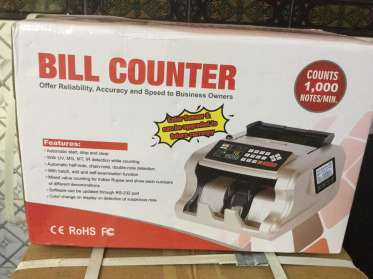 BILL COUNTER
Offer Reliability, Accuracy and Speed to Business Owners
COUNTS
1,000
NOTES/MIN.
Features:
- Automatic start, stop and clear
- With UV, MG, MT, IR detection while counting
- Automatic half-note, chain-note, double-note detection
- With batch, add and self-examination function
- Mixed value counting for Indian Rupee and show each numbers
of different denominations
- Software can be updated through RS-232 port
- Color change on display on detection of suspicious note
CE RoHS FC